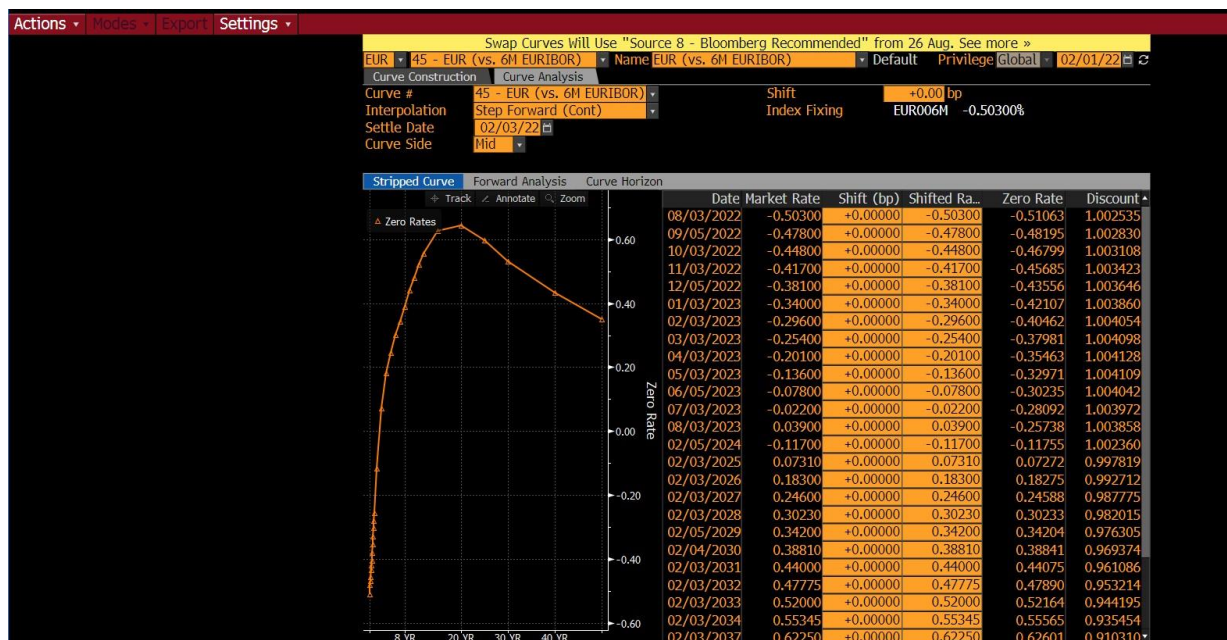 Actions Modes Export Settings
Swap Curves Will Use "Source 8 - Bloomberg Recommended" from 26 Aug. See more »
EUR 45 - EUR (vs. 6M EURIBOR) Name EUR (vs. 6M EURIBOR) Default Privilege Global 02/01/22
Curve Construction Curve Analysis
Curve # 45 - EUR (vs. 6M EURIBOR) Shift +0.00 bp
Interpolation Step Forward (Cont) Index Fixing EUR006M -0.50300%
Settle Date 02/03/22
Curve Side Mid
Stripped Curve Forward Analysis Curve Horizon
Track Annotate Zoom
Zero Rates
0.60
0.40
0.20
0.00
-0.20
-0.40
-0.60
Zero Rate
8 YR 20 YR 30 YR 40 YR
Date Market Rate Shift (bp) Shifted Ra... Zero Rate Discount
08/03/2022 -0.50300 +0.00000 -0.50300 -0.51063 1.002535
09/05/2022 -0.47800 +0.00000 -0.47800 -0.48195 1.002830
10/03/2022 -0.44800 +0.00000 -0.44800 -0.46799 1.003108
11/03/2022 -0.41700 +0.00000 -0.41700 -0.45685 1.003423
12/05/2022 -0.38100 +0.00000 -0.38100 -0.43556 1.003646
01/03/2023 -0.34000 +0.00000 -0.34000 -0.42107 1.003860
02/03/2023 -0.29600 +0.00000 -0.29600 -0.40462 1.004054
03/03/2023 -0.25400 +0.00000 -0.25400 -0.37981 1.004098
04/03/2023 -0.20100 +0.00000 -0.20100 -0.35463 1.004128
05/03/2023 -0.13600 +0.00000 -0.13600 -0.32971 1.004109
06/05/2023 -0.07800 +0.00000 -0.07800 -0.30235 1.004042
07/03/2023 -0.02200 +0.00000 -0.02200 -0.28092 1.003972
08/03/2023 0.03900 +0.00000 0.03900 -0.25738 1.003858
02/05/2024 -0.11700 +0.00000 -0.11700 -0.11755 1.002360
02/03/2025 0.07310 +0.00000 0.07310 0.07272 0.997819
02/03/2026 0.18300 +0.00000 0.18300 0.18275 0.992712
02/03/2027 0.24600 +0.00000 0.24600 0.24588 0.987775
02/03/2028 0.30230 +0.00000 0.30230 0.30233 0.982015
02/05/2029 0.34200 +0.00000 0.34200 0.34204 0.976305
02/04/2030 0.38810 +0.00000 0.38810 0.38841 0.969374
02/03/2031 0.44000 +0.00000 0.44000 0.44075 0.961086
02/03/2032 0.47775 +0.00000 0.47775 0.47890 0.953214
02/03/2033 0.52000 +0.00000 0.52000 0.52164 0.944195
02/03/2034 0.55345 +0.00000 0.55345 0.55565 0.935454
02/03/2037 0.62250 +0.00000 0.62250 0.62601 0.910310